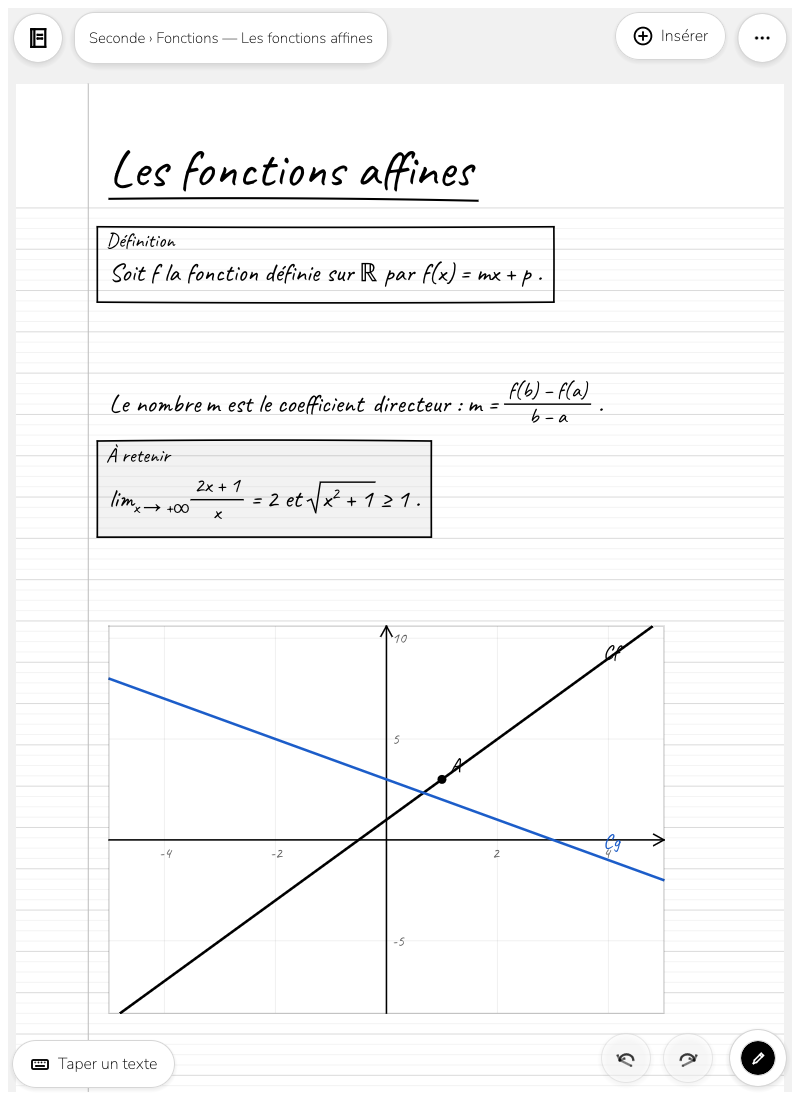 Seconde › Fonctions — Les fonctions affines
Insérer
Les fonctions affines
Définition
Soit f la fonction définie sur ℝ par f(x) = mx + p .
Le nombre m est le coefficient directeur : m = (f(b) – f(a))/(b – a) .
À retenir
lim x → +∞ (2x + 1)/x = 2 et √(x² + 1) ≥ 1 .
10
Cf
5
A
-4 -2 2 4
Cg
-5
Taper un texte